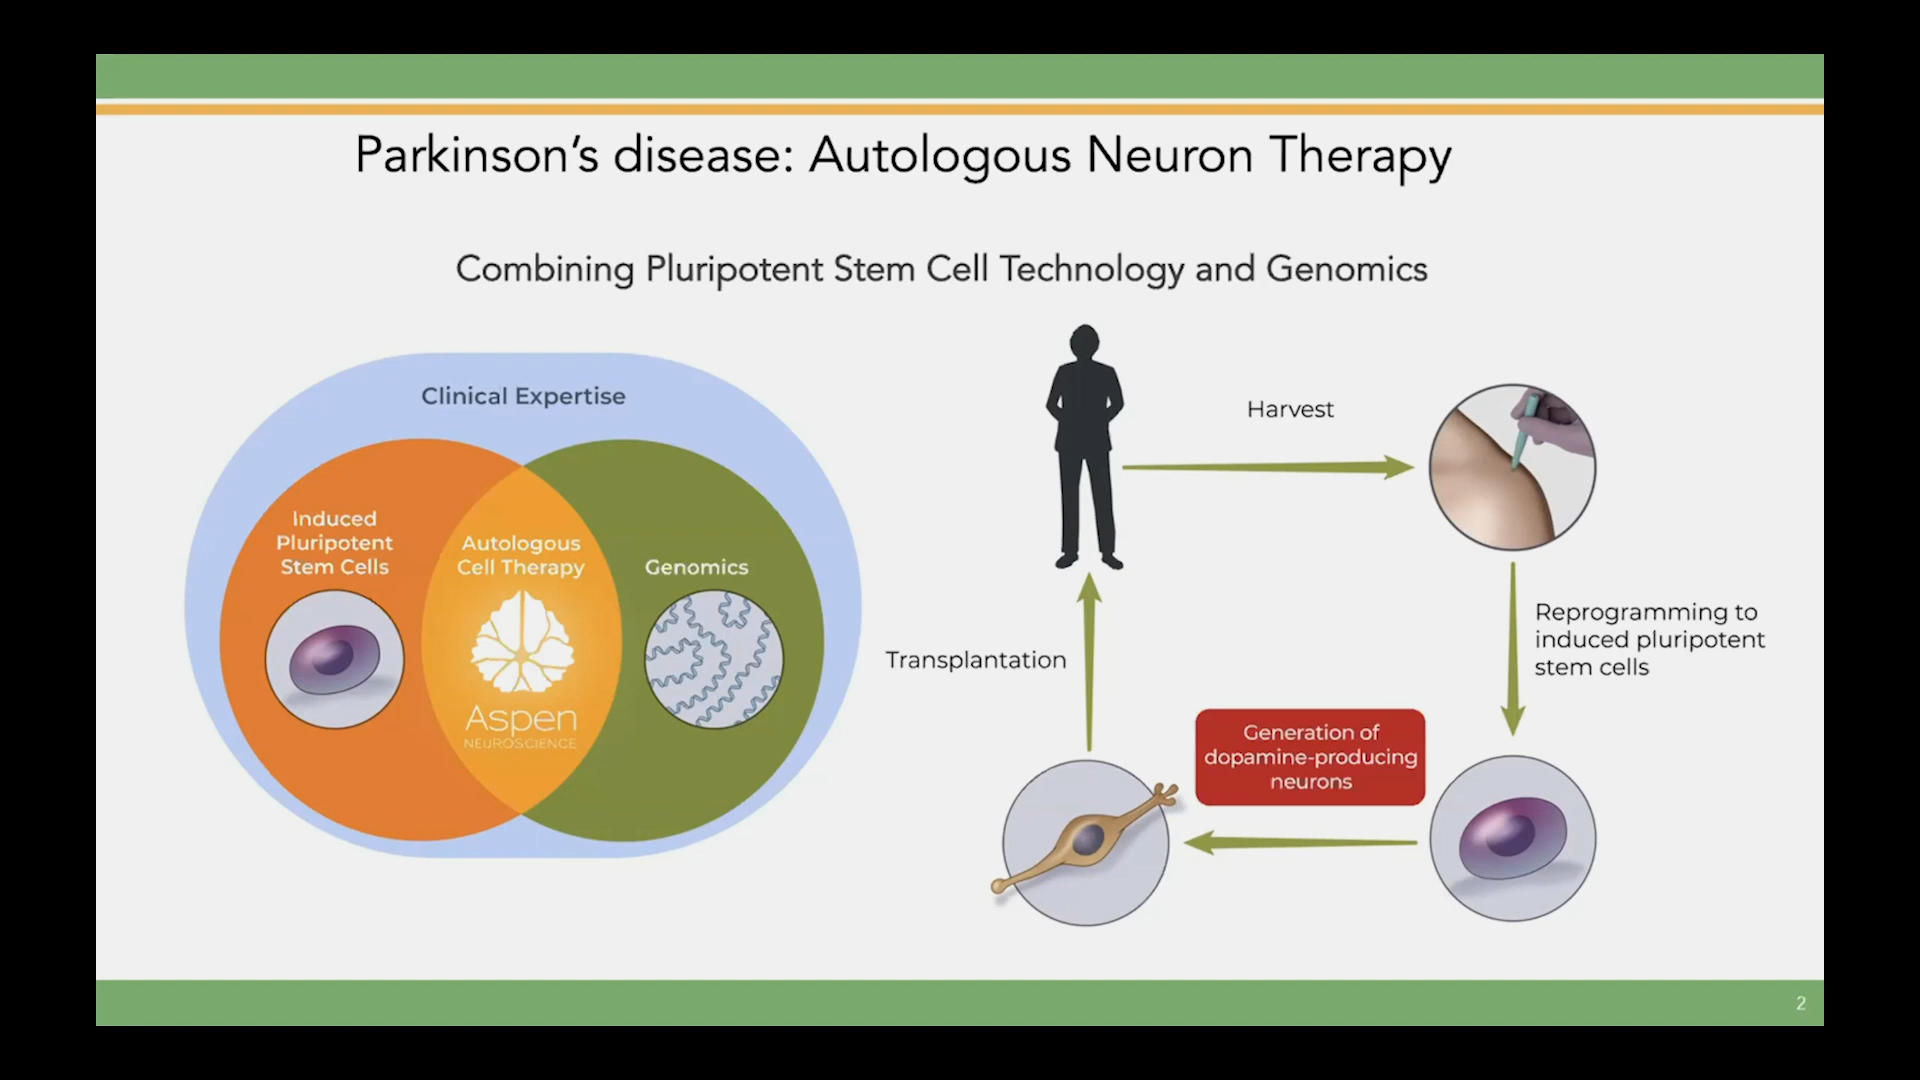 Parkinson’s disease: Autologous Neuron Therapy
Combining Pluripotent Stem Cell Technology and Genomics
Clinical Expertise
Induced
Pluripotent
Stem Cells
Autologous
Cell Therapy
Aspen
NEUROSCIENCE
Genomics
Harvest
Reprogramming to
induced pluripotent
stem cells
Generation of
dopamine-producing
neurons
Transplantation
2